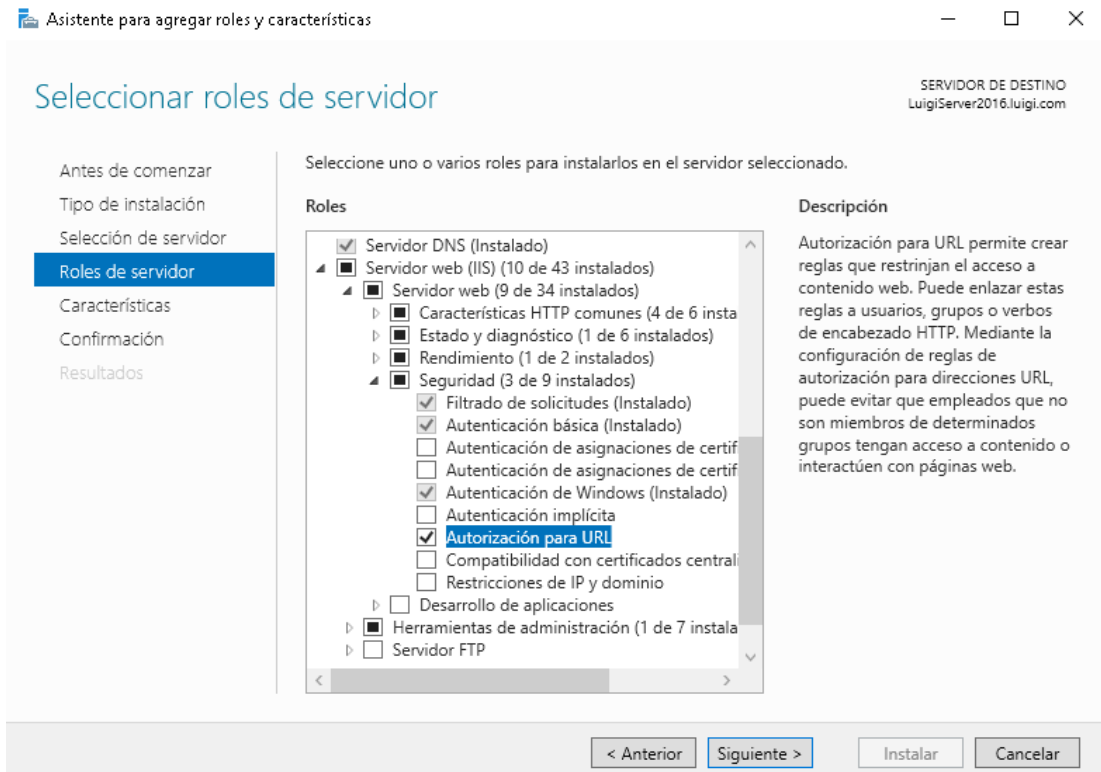 Asistente para agregar roles y características
Seleccionar roles de servidor
SERVIDOR DE DESTINO
LuigiServer2016.luigi.com
Antes de comenzar
Tipo de instalación
Selección de servidor
Roles de servidor
Características
Confirmación
Resultados
Seleccione uno o varios roles para instalarlos en el servidor seleccionado.
Roles
Servidor DNS (Instalado)
Servidor web (IIS) (10 de 43 instalados)
Servidor web (9 de 34 instalados)
Características HTTP comunes (4 de 6 insta
Estado y diagnóstico (1 de 6 instalados)
Rendimiento (1 de 2 instalados)
Seguridad (3 de 9 instalados)
Filtrado de solicitudes (Instalado)
Autenticación básica (Instalado)
Autenticación de asignaciones de certif
Autenticación de asignaciones de certif
Autenticación de Windows (Instalado)
Autenticación implícita
Autorización para URL
Compatibilidad con certificados centrali
Restricciones de IP y dominio
Desarrollo de aplicaciones
Herramientas de administración (1 de 7 instala
Servidor FTP
Descripción
Autorización para URL permite crear
reglas que restrinjan el acceso a
contenido web. Puede enlazar estas
reglas a usuarios, grupos o verbos
de encabezado HTTP. Mediante la
configuración de reglas de
autorización para direcciones URL,
puede evitar que empleados que no
son miembros de determinados
grupos tengan acceso a contenido o
interactúen con páginas web.
< Anterior
Siguiente >
Instalar
Cancelar